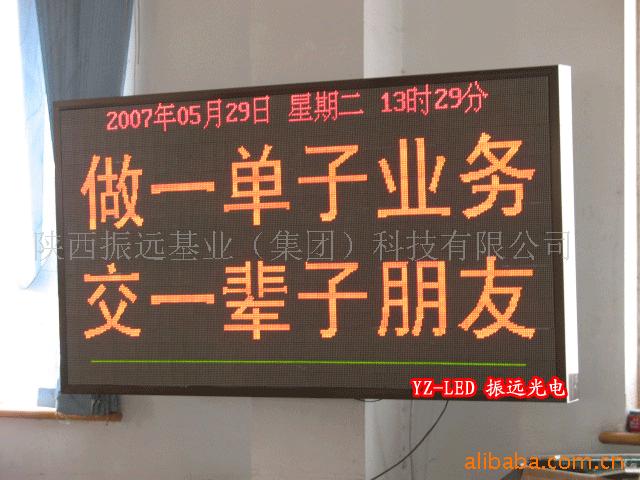 2007年05月29日 星期二 13时29分
做一单子业务
陕西振远基业（集团）科技有限公司
交一辈子朋友
YZ-LED 振远光电
alibaba.com.cn